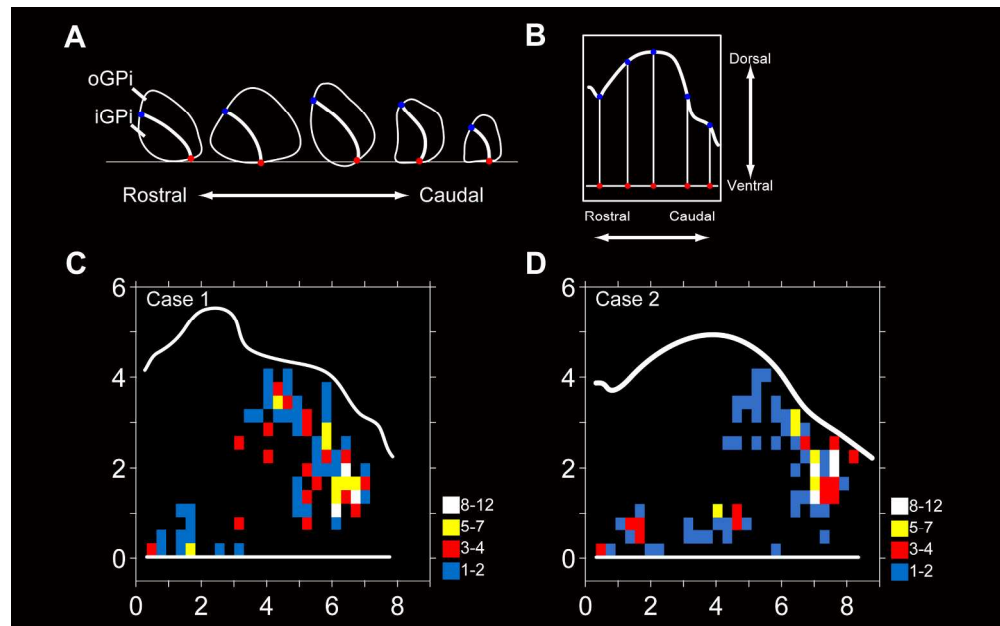 A
oGPi
iGPi
Rostral Caudal
B
Dorsal
Ventral
Rostral Caudal
C
Case 1
6
4
2
0
0 2 4 6 8
8-12
5-7
3-4
1-2
D
Case 2
6
4
2
0
0 2 4 6 8
8-12
5-7
3-4
1-2